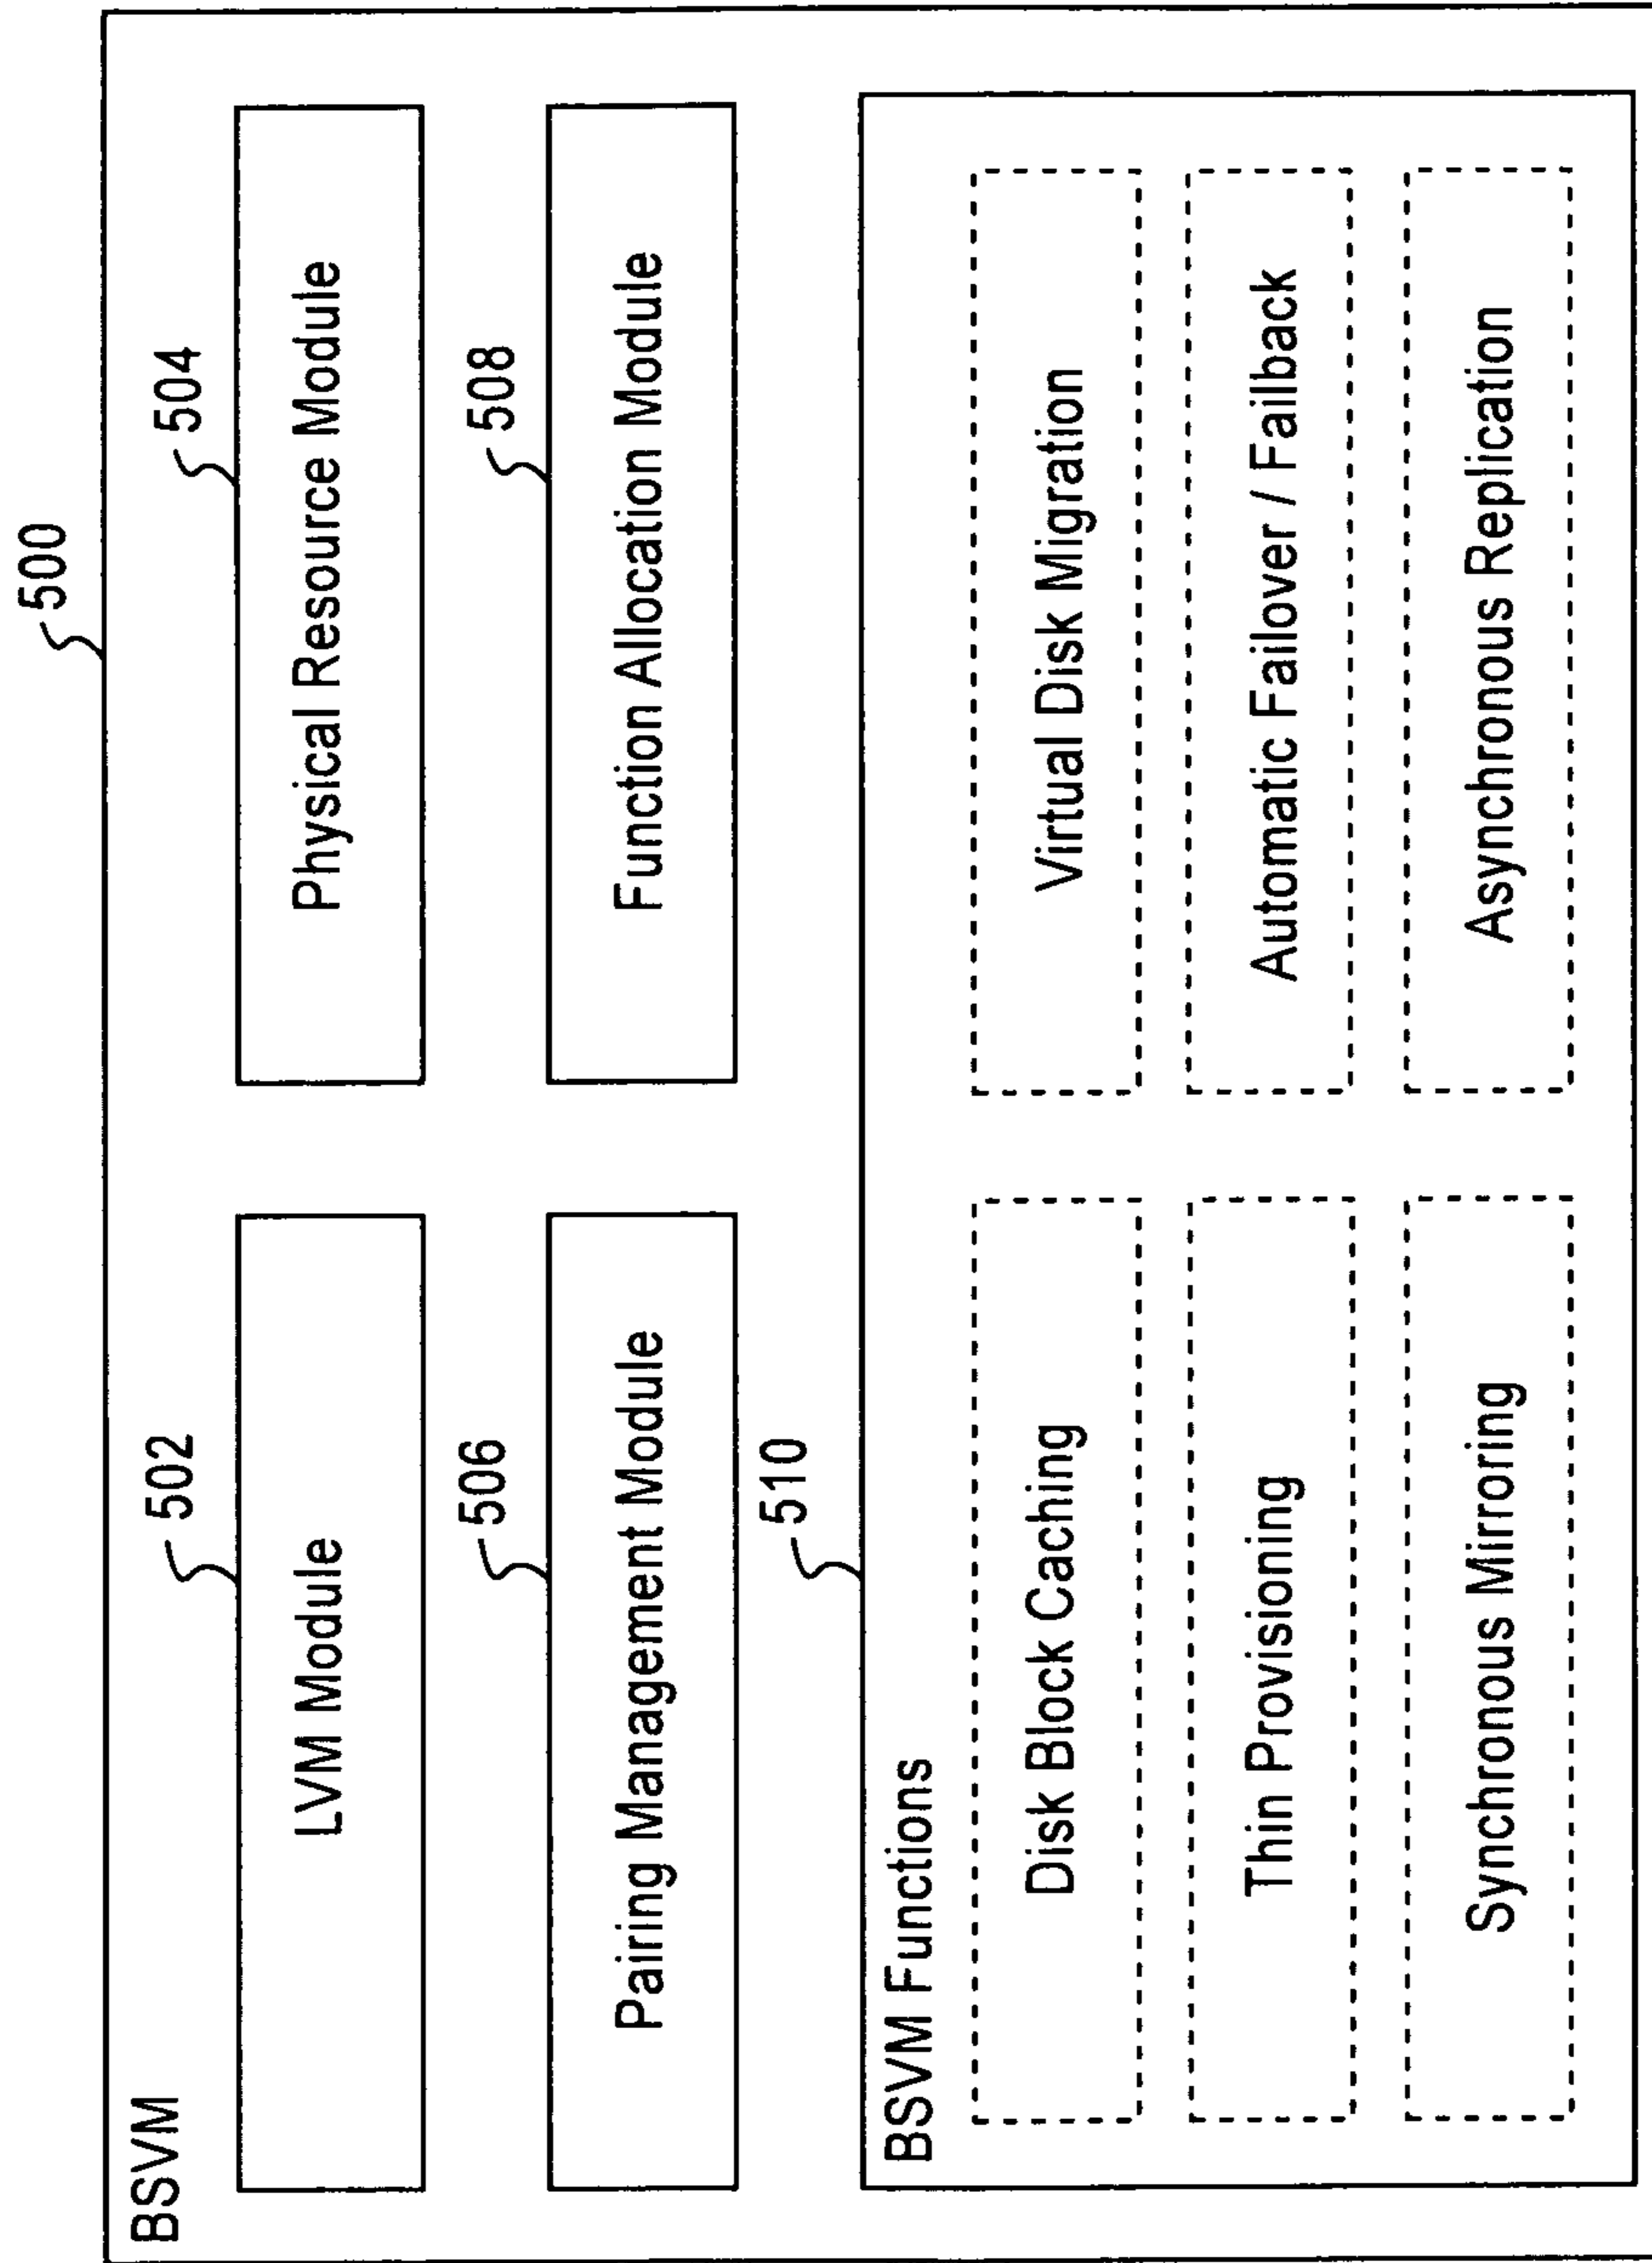 500
BSVM
502
504
LVM Module
Physical Resource Module
506
508
Pairing Management Module
Function Allocation Module
510
BSVM Functions
Disk Block Caching
Virtual Disk Migration
Thin Provisioning
Automatic Failover / Failback
Synchronous Mirroring
Asynchronous Replication